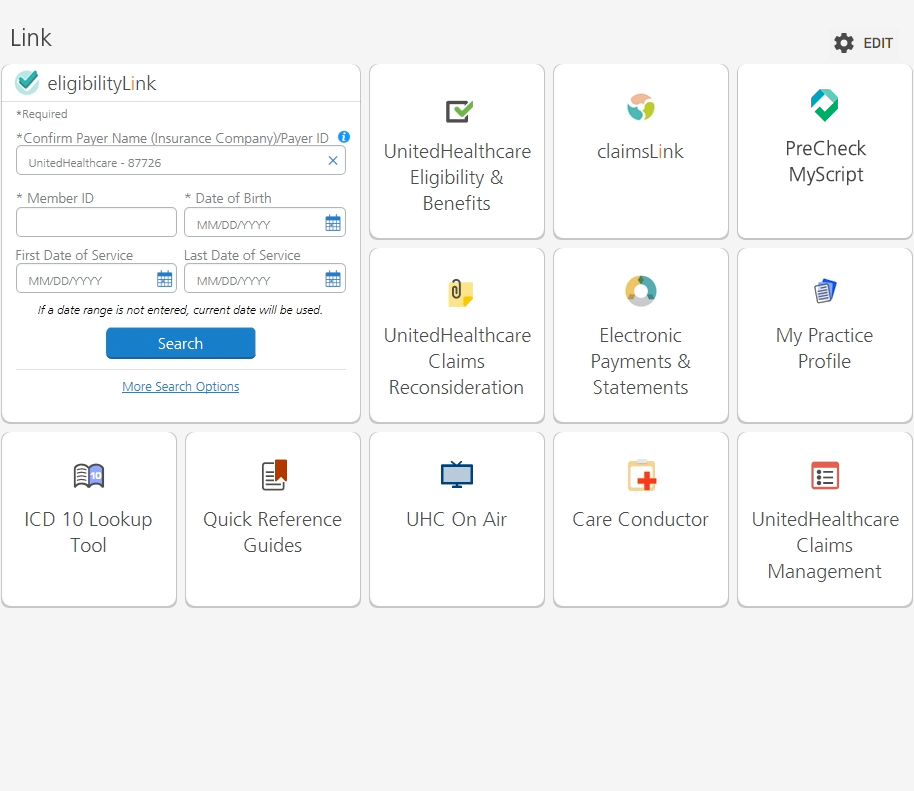 Link
EDIT
eligibilityLink
*Required
*Confirm Payer Name (Insurance Company)/Payer ID
UnitedHealthcare - 87726
* Member ID
* Date of Birth
MM/DD/YYYY
First Date of Service
Last Date of Service
MM/DD/YYYY
MM/DD/YYYY
If a date range is not entered, current date will be used.
Search
More Search Options
UnitedHealthcare
Eligibility &
Benefits
claimsLink
PreCheck
MyScript
UnitedHealthcare
Claims
Reconsideration
Electronic
Payments &
Statements
My Practice
Profile
10
ICD 10 Lookup
Tool
Quick Reference
Guides
UHC On Air
Care Conductor
UnitedHealthcare
Claims
Management